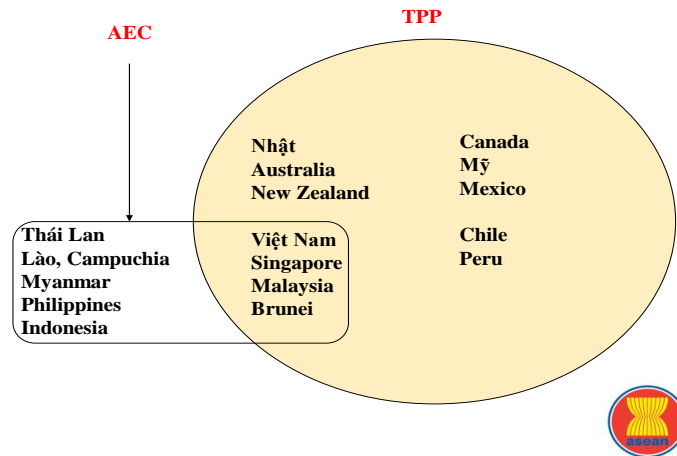 AEC
TPP
Nhật
Australia
New Zealand
Canada
Mỹ
Mexico
Thái Lan
Lào, Campuchia
Myanmar
Philippines
Indonesia
Việt Nam
Singapore
Malaysia
Brunei
Chile
Peru
asean